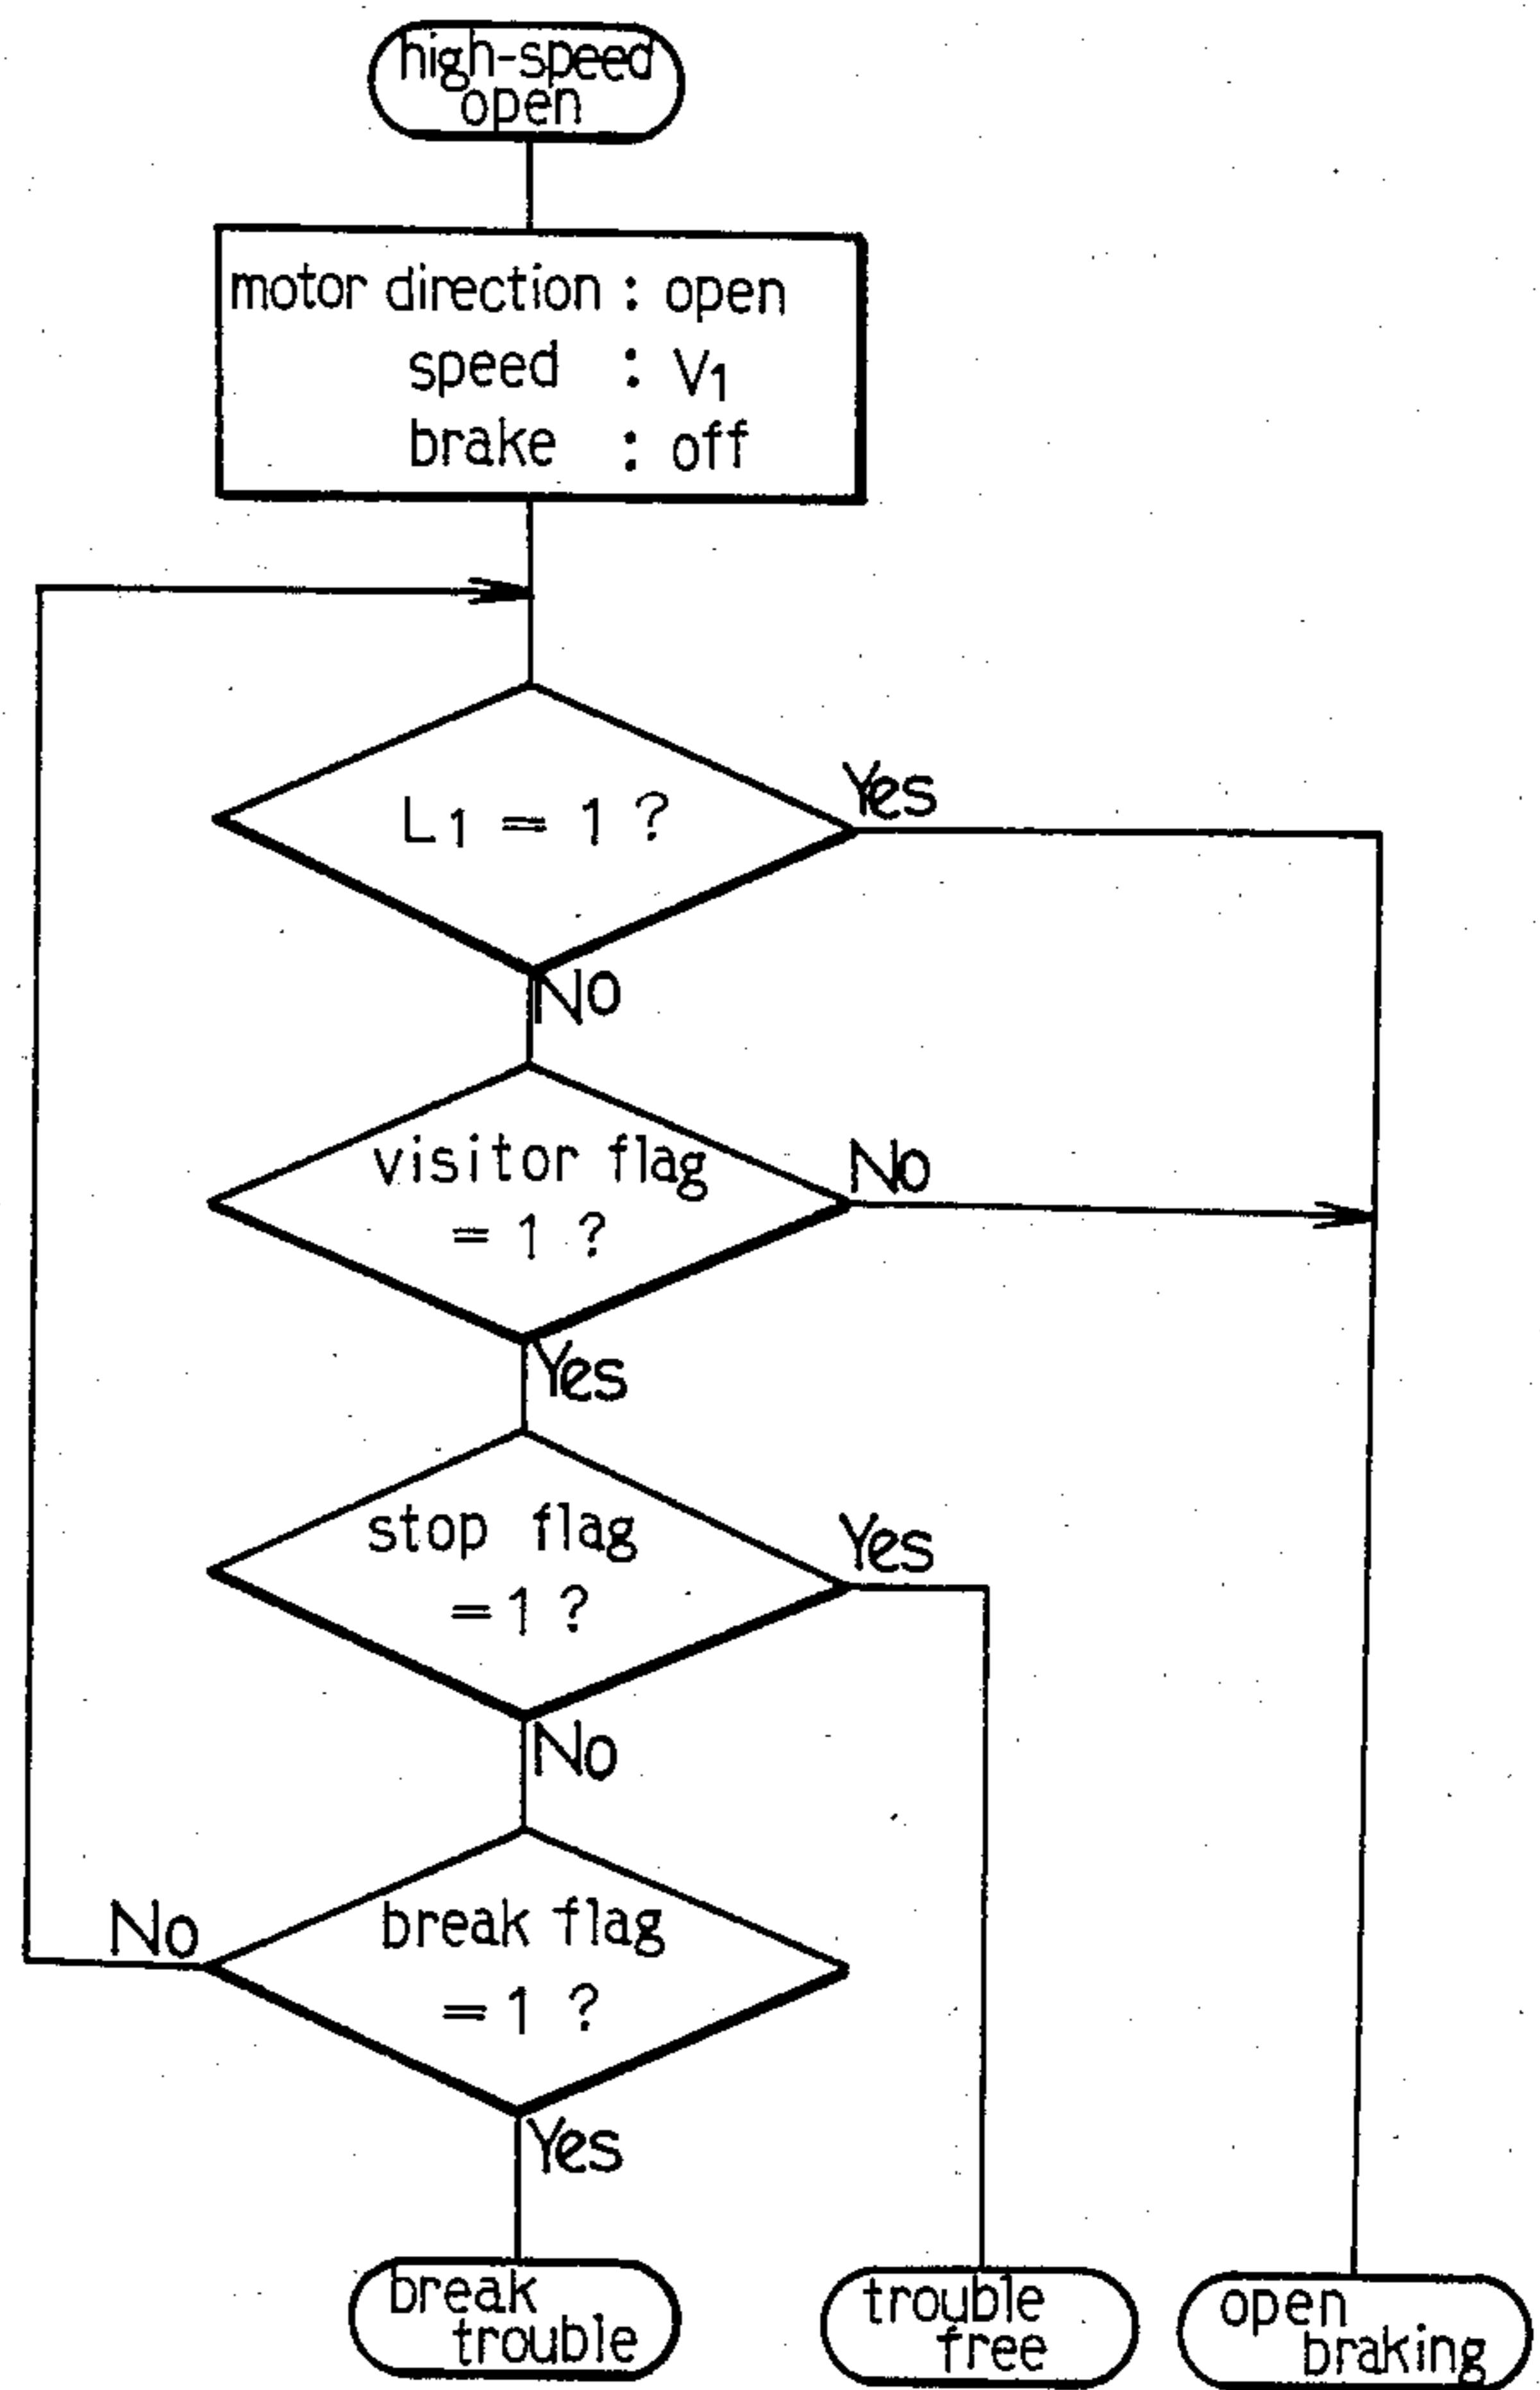 high-speed
open
motor direction : open
speed : V1
brake : off
L1 = 1 ?
Yes
No
visitor flag
= 1 ?
No
Yes
stop flag
= 1 ?
Yes
No
break flag
= 1 ?
No
Yes
break
trouble
trouble
free
open
braking